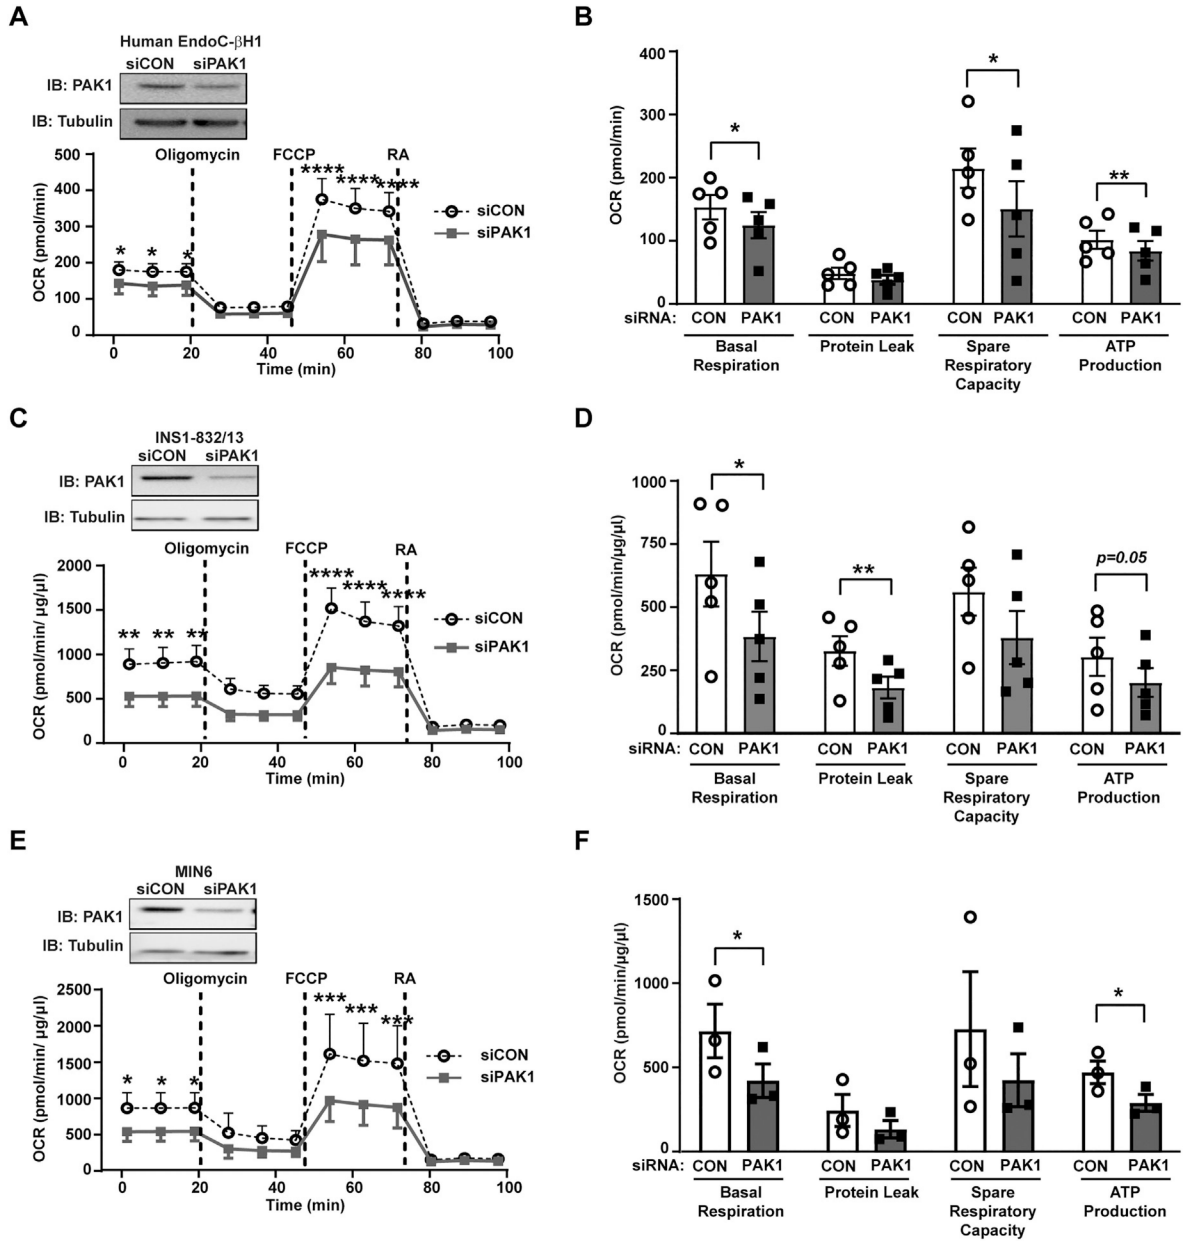 A
Human EndoC-βH1
siCON siPAK1
IB: PAK1
IB: Tubulin
Oligomycin FCCP RA
500
400
300
200
100
0
OCR (pmol/min)
* * *
**** **** ****
siCON
siPAK1
0 20 40 60 80 100
Time (min)
B
400
300
200
100
0
OCR (pmol/min)
* * **
siRNA: CON PAK1 CON PAK1 CON PAK1 CON PAK1
Basal Protein Leak Spare ATP
Respiration Respiratory Production
Capacity
C
INS1-832/13
siCON siPAK1
IB: PAK1
IB: Tubulin
Oligomycin FCCP RA
2000
1500
1000
500
0
OCR (pmol/min/ µg/µl)
** ** **
**** **** ****
siCON
siPAK1
0 20 40 60 80 100
Time (min)
D
1000
750
500
250
0
OCR (pmol/min/µg/µl)
* ** p=0.05
siRNA: CON PAK1 CON PAK1 CON PAK1 CON PAK1
Basal Protein Leak Spare ATP
Respiration Respiratory Production
Capacity
E
MIN6
siCON siPAK1
IB: PAK1
IB: Tubulin
Oligomycin FCCP RA
2500
2000
1500
1000
500
0
OCR (pmol/min/ µg/µl)
* * *
*** *** ***
siCON
siPAK1
0 20 40 60 80 100
Time (min)
F
1500
1000
500
0
OCR (pmol/min/µg/µl)
* *
siRNA: CON PAK1 CON PAK1 CON PAK1 CON PAK1
Basal Protein Leak Spare ATP
Respiration Respiratory Production
Capacity